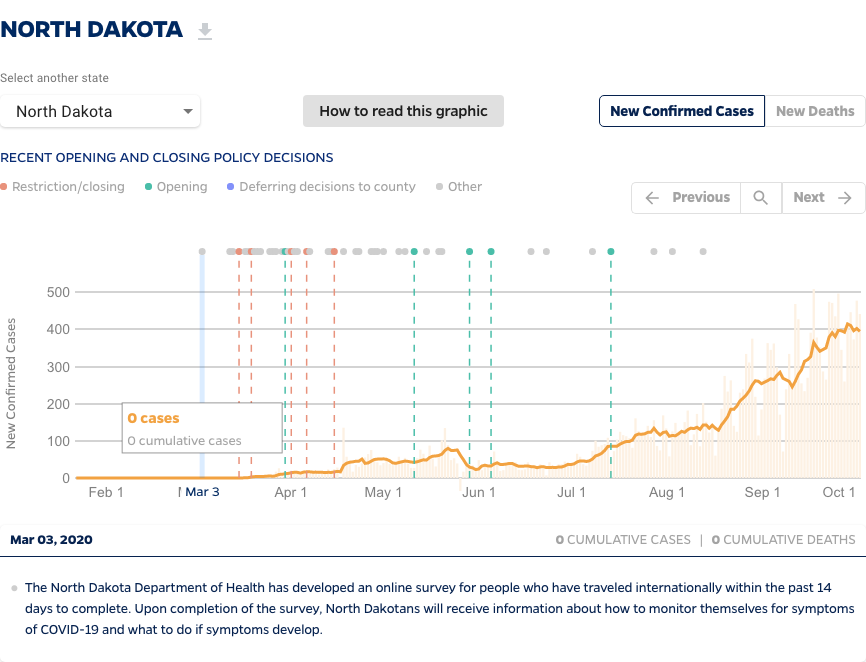 NORTH DAKOTA
Select another state
North Dakota
How to read this graphic
New Confirmed Cases
New Deaths
RECENT OPENING AND CLOSING POLICY DECISIONS
Restriction/closing
Opening
Deferring decisions to county
Other
Previous
Next
New Confirmed Cases
500
400
300
200
100
0
0 cases
0 cumulative cases
Feb 1
Mar 3
Apr 1
May 1
Jun 1
Jul 1
Aug 1
Sep 1
Oct 1
Mar 03, 2020
0 CUMULATIVE CASES | 0 CUMULATIVE DEATHS
The North Dakota Department of Health has developed an online survey for people who have traveled internationally within the past 14
days to complete. Upon completion of the survey, North Dakotans will receive information about how to monitor themselves for symptoms
of COVID-19 and what to do if symptoms develop.